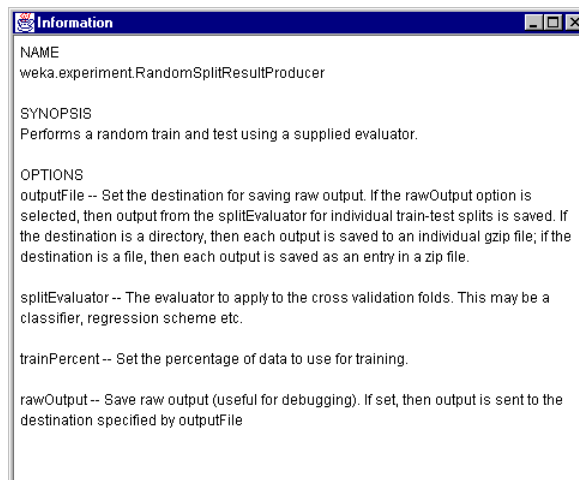 Information
NAME
weka.experiment.RandomSplitResultProducer
SYNOPSIS
Performs a random train and test using a supplied evaluator.
OPTIONS
outputFile -- Set the destination for saving raw output. If the rawOutput option is
selected, then output from the splitEvaluator for individual train-test splits is saved. If
the destination is a directory, then each output is saved to an individual gzip file; if the
destination is a file, then each output is saved as an entry in a zip file.
splitEvaluator -- The evaluator to apply to the cross validation folds. This may be a
classifier, regression scheme etc.
trainPercent -- Set the percentage of data to use for training.
rawOutput -- Save raw output (useful for debugging). If set, then output is sent to the
destination specified by outputFile